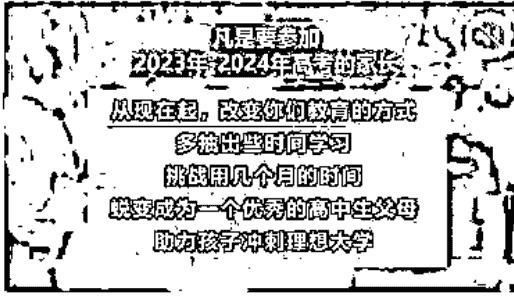 凡是要参加
2023年、2024年高考的家长
从现在起，改变你们教育的方式
多抽出些时间学习
挑战用几个月的时间
蜕变成为一个优秀的高中生父母
助力孩子冲刺理想大学